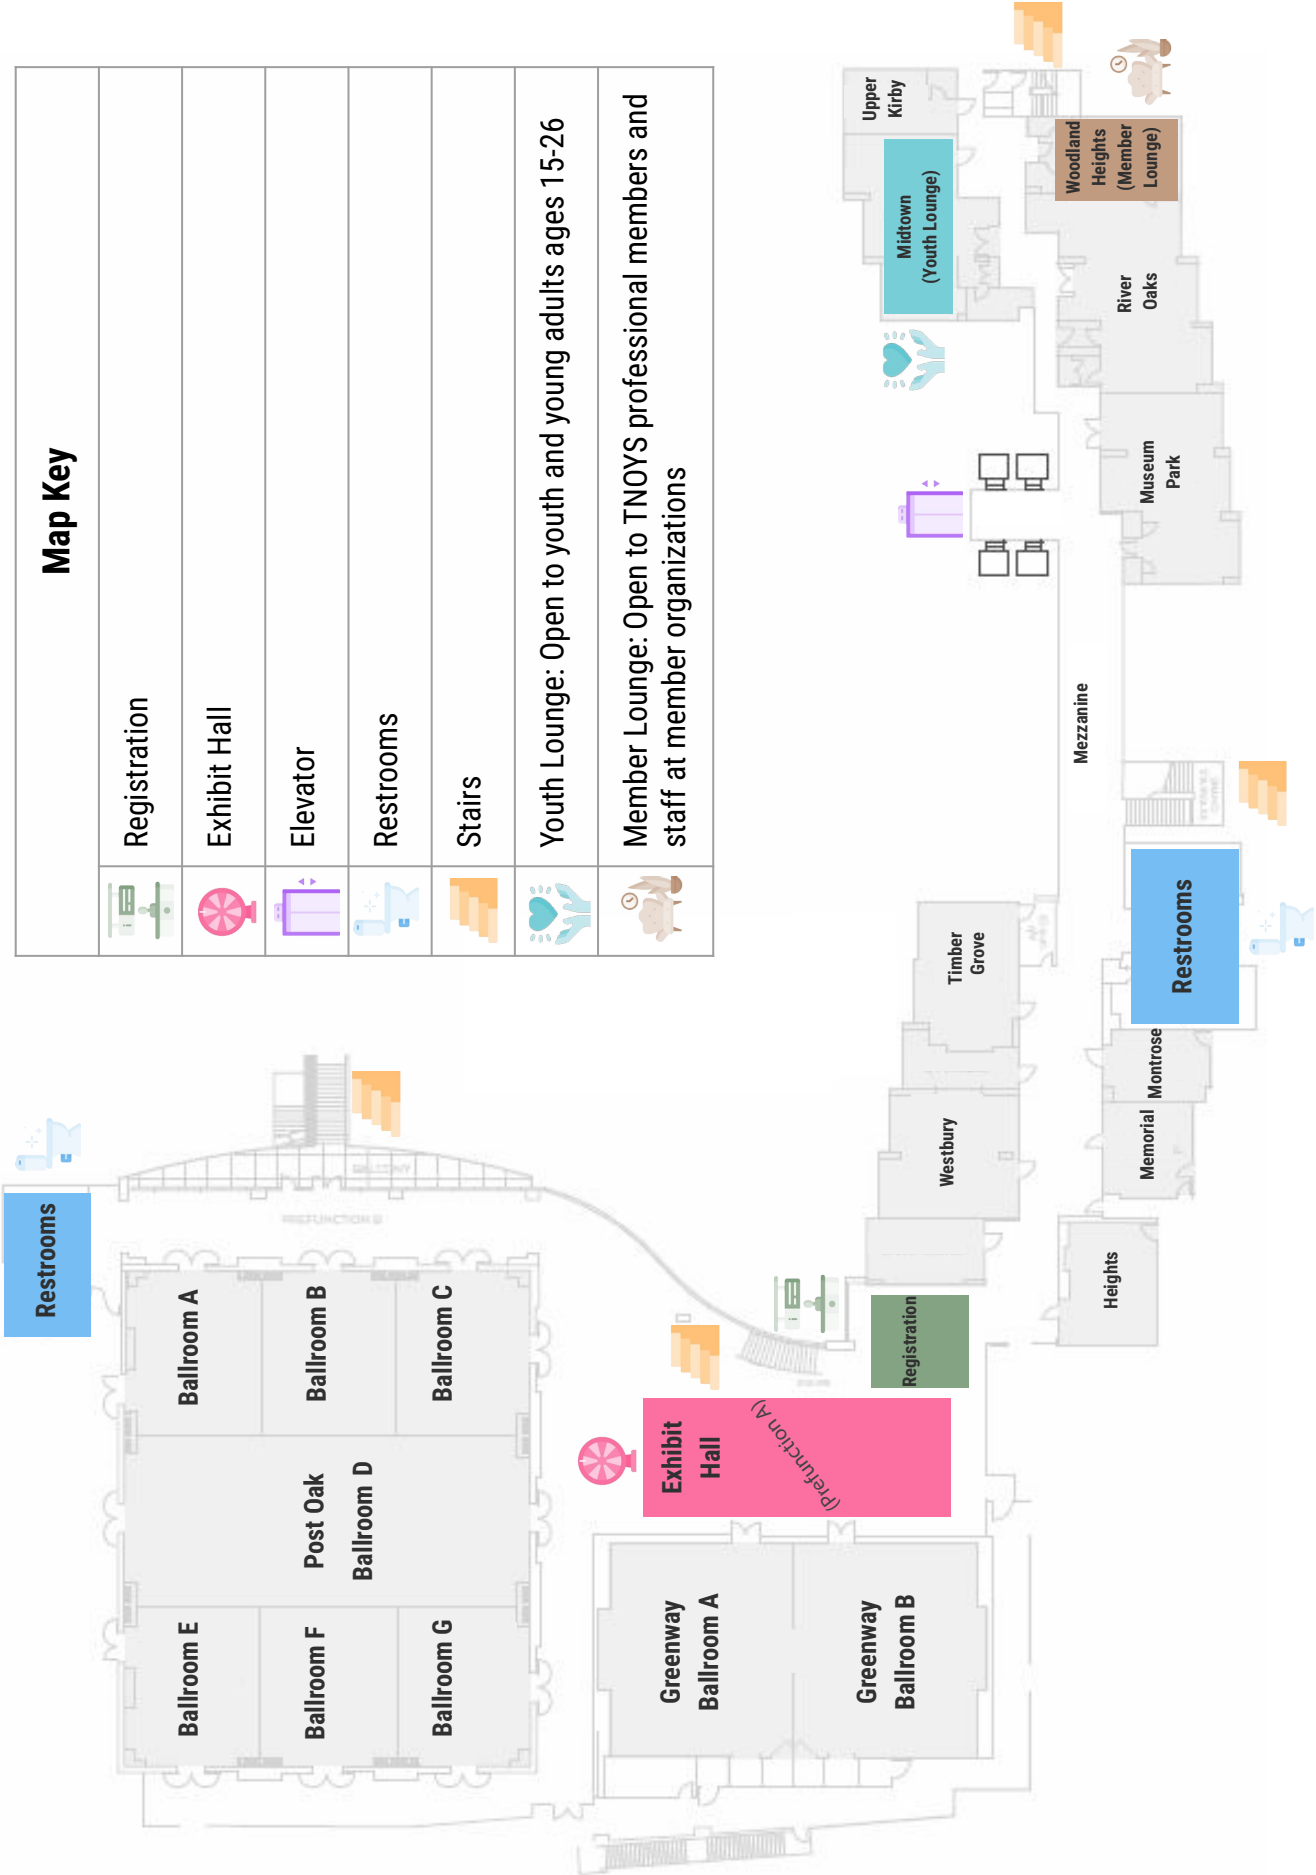 Map Key
Registration
Exhibit Hall
Elevator
Restrooms
Stairs
Youth Lounge: Open to youth and young adults ages 15-26
Member Lounge: Open to TNOYS professional members and
staff at member organizations
Restrooms
BALCONY
PREFUNCTION B
Ballroom A
Ballroom B
Ballroom C
Post Oak
Ballroom D
Ballroom E
Ballroom F
Ballroom G
Exhibit
Hall
(Prefunction A)
Registration
Greenway
Ballroom A
Greenway
Ballroom B
Westbury
Timber
Grove
Heights
Memorial
Montrose
Restrooms
Mezzanine
Museum
Park
River
Oaks
Woodland
Heights
(Member
Lounge)
Midtown
(Youth Lounge)
Upper
Kirby